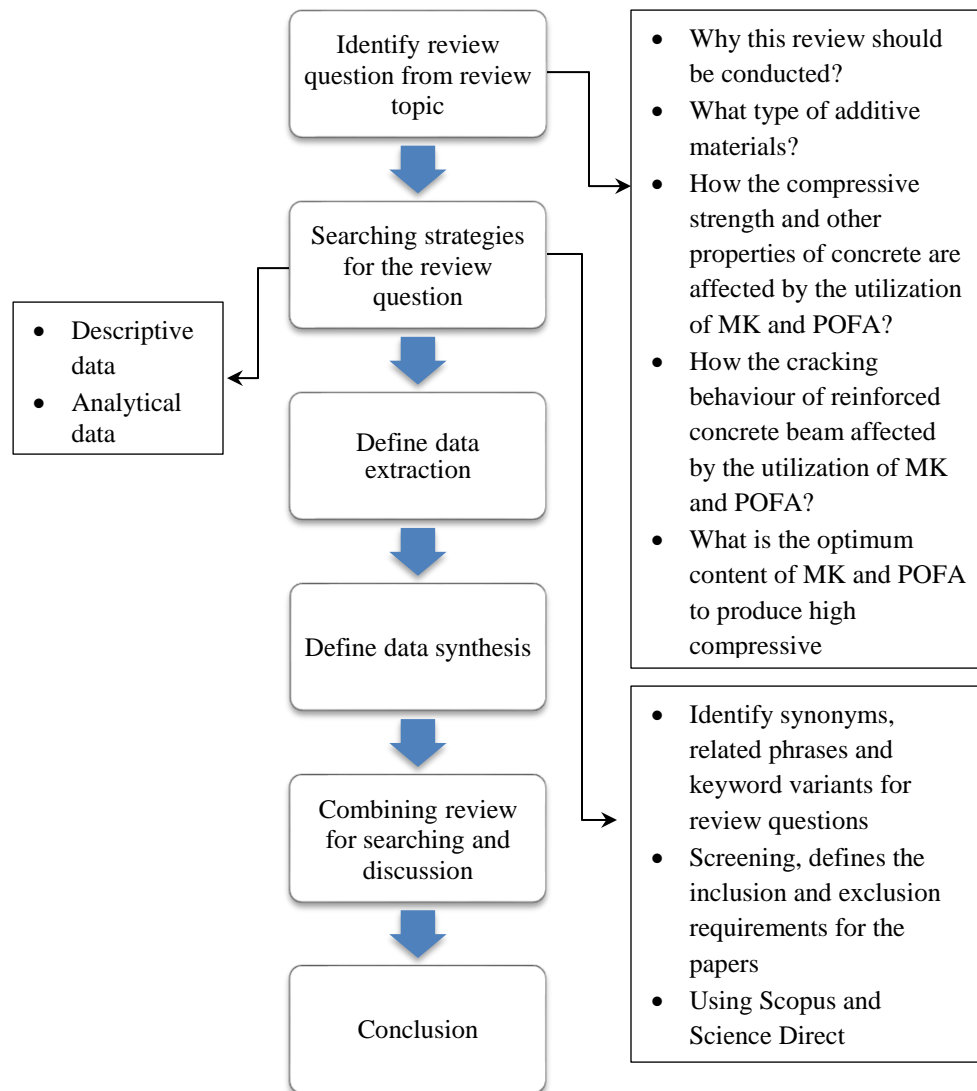 Identify review
question from review
topic
• Why this review should
be conducted?
• What type of additive
materials?
• How the compressive
strength and other
properties of concrete are
affected by the utilization
of MK and POFA?
• How the cracking
behaviour of reinforced
concrete beam affected
by the utilization of MK
and POFA?
• What is the optimum
content of MK and POFA
to produce high
compressive
Searching strategies
for the review
question
• Descriptive
data
• Analytical
data
• Identify synonyms,
related phrases and
keyword variants for
review questions
• Screening, defines the
inclusion and exclusion
requirements for the
papers
• Using Scopus and
Science Direct
Define data
extraction
Define data synthesis
Combining review
for searching and
discussion
Conclusion